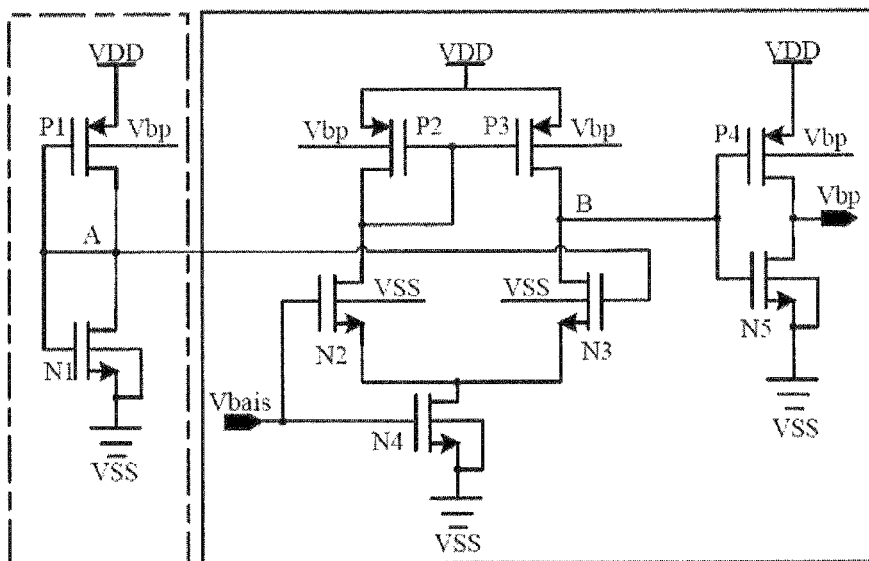 VDD
P1
Vbp
A
N1
VSS
VDD
Vbp
P2
P3
Vbp
B
VSS
VSS
N2
N3
Vbais
N4
VSS
VDD
P4
Vbp
Vbp
N5
VSS